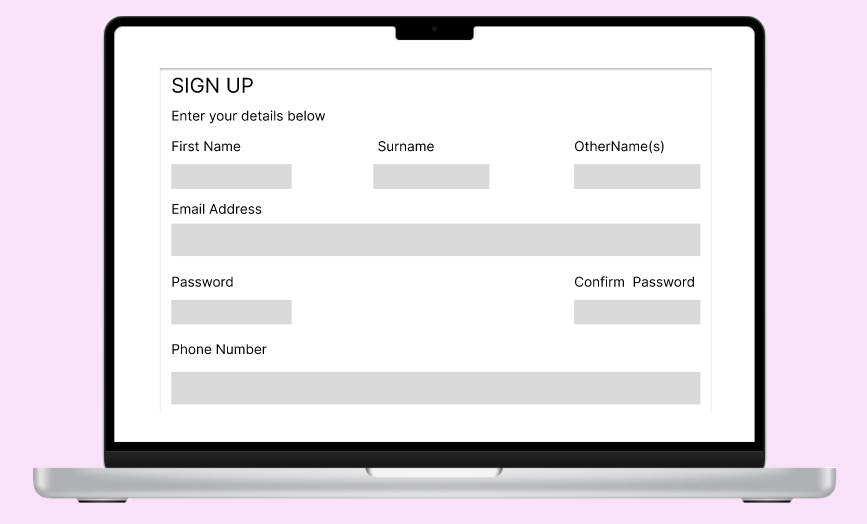 SIGN UP
Enter your details below
First Name Surname OtherName(s)
Email Address
Password Confirm Password
Phone Number